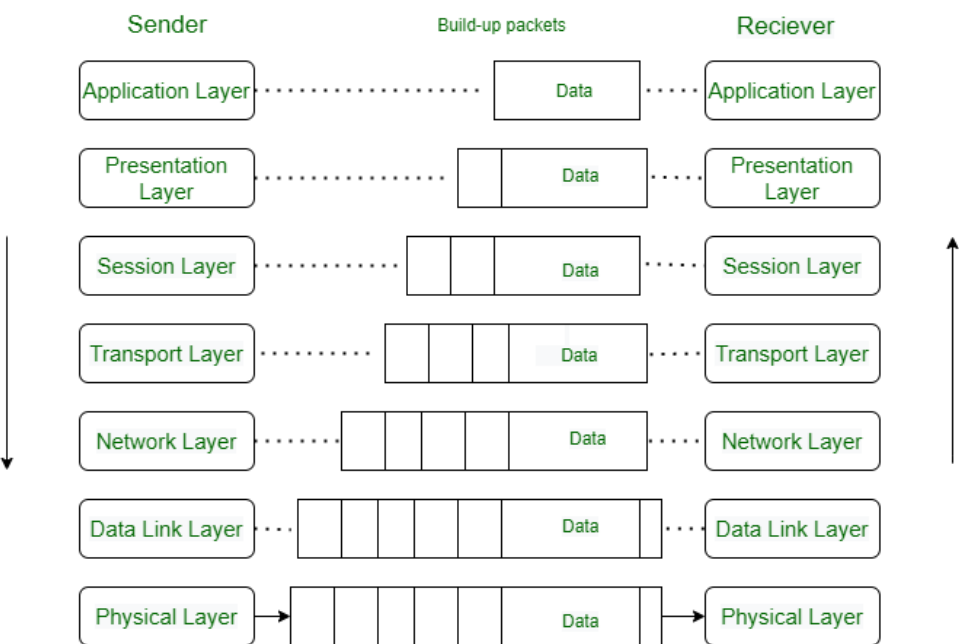 Sender Build-up packets Reciever
Application Layer Data Application Layer
Presentation Layer Data Presentation Layer
Session Layer Data Session Layer
Transport Layer Data Transport Layer
Network Layer Data Network Layer
Data Link Layer Data Data Link Layer
Physical Layer Data Physical Layer